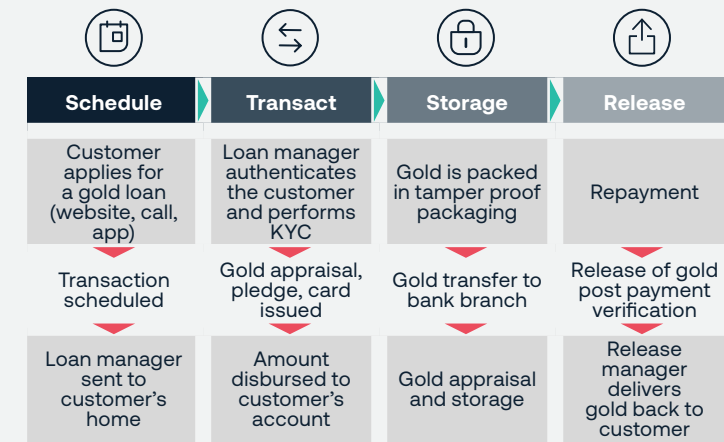 Schedule
Transact
Storage
Release
Customer
applies for
a gold loan
(website, call,
app)
Loan manager
authenticates
the customer
and performs
KYC
Gold is packed
in tamper proof
packaging
Repayment
Transaction
scheduled
Gold appraisal,
pledge, card
issued
Gold transfer to
bank branch
Release of gold
post payment
verification
Loan manager
sent to
customer’s
home
Amount
disbursed to
customer’s
account
Gold appraisal
and storage
Release
manager
delivers
gold back to
customer